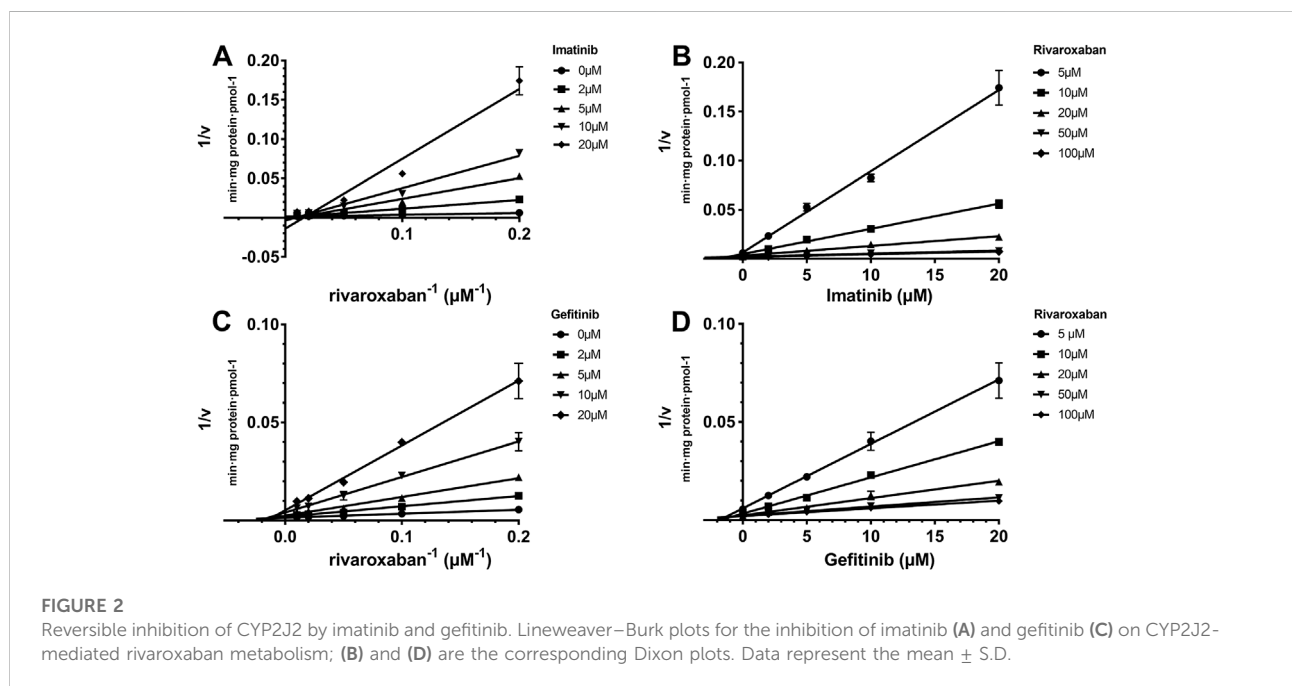 A
Imatinib
0µM
2µM
5µM
10µM
20µM
0.20
0.15
0.10
0.05
-0.05
0.1
0.2
1/v
min·mg protein·pmol-1
rivaroxaban-1 (µM-1)
B
Rivaroxaban
5µM
10µM
20µM
50µM
100µM
0.20
0.15
0.10
0.05
0
5
10
15
20
1/v
min·mg protein·pmol-1
Imatinib (µM)
C
Gefitinib
0µM
2µM
5µM
10µM
20µM
0.10
0.05
0.0
0.1
0.2
1/v
min·mg protein·pmol-1
rivaroxaban-1 (µM-1)
D
Rivaroxaban
5 µM
10µM
20µM
50µM
100µM
0.10
0.05
0
5
10
15
20
1/v
min·mg protein·pmol-1
Gefitinib (µM)
FIGURE 2
Reversible inhibition of CYP2J2 by imatinib and gefitinib. Lineweaver–Burk plots for the inhibition of imatinib (A) and gefitinib (C) on CYP2J2-
mediated rivaroxaban metabolism; (B) and (D) are the corresponding Dixon plots. Data represent the mean ± S.D.